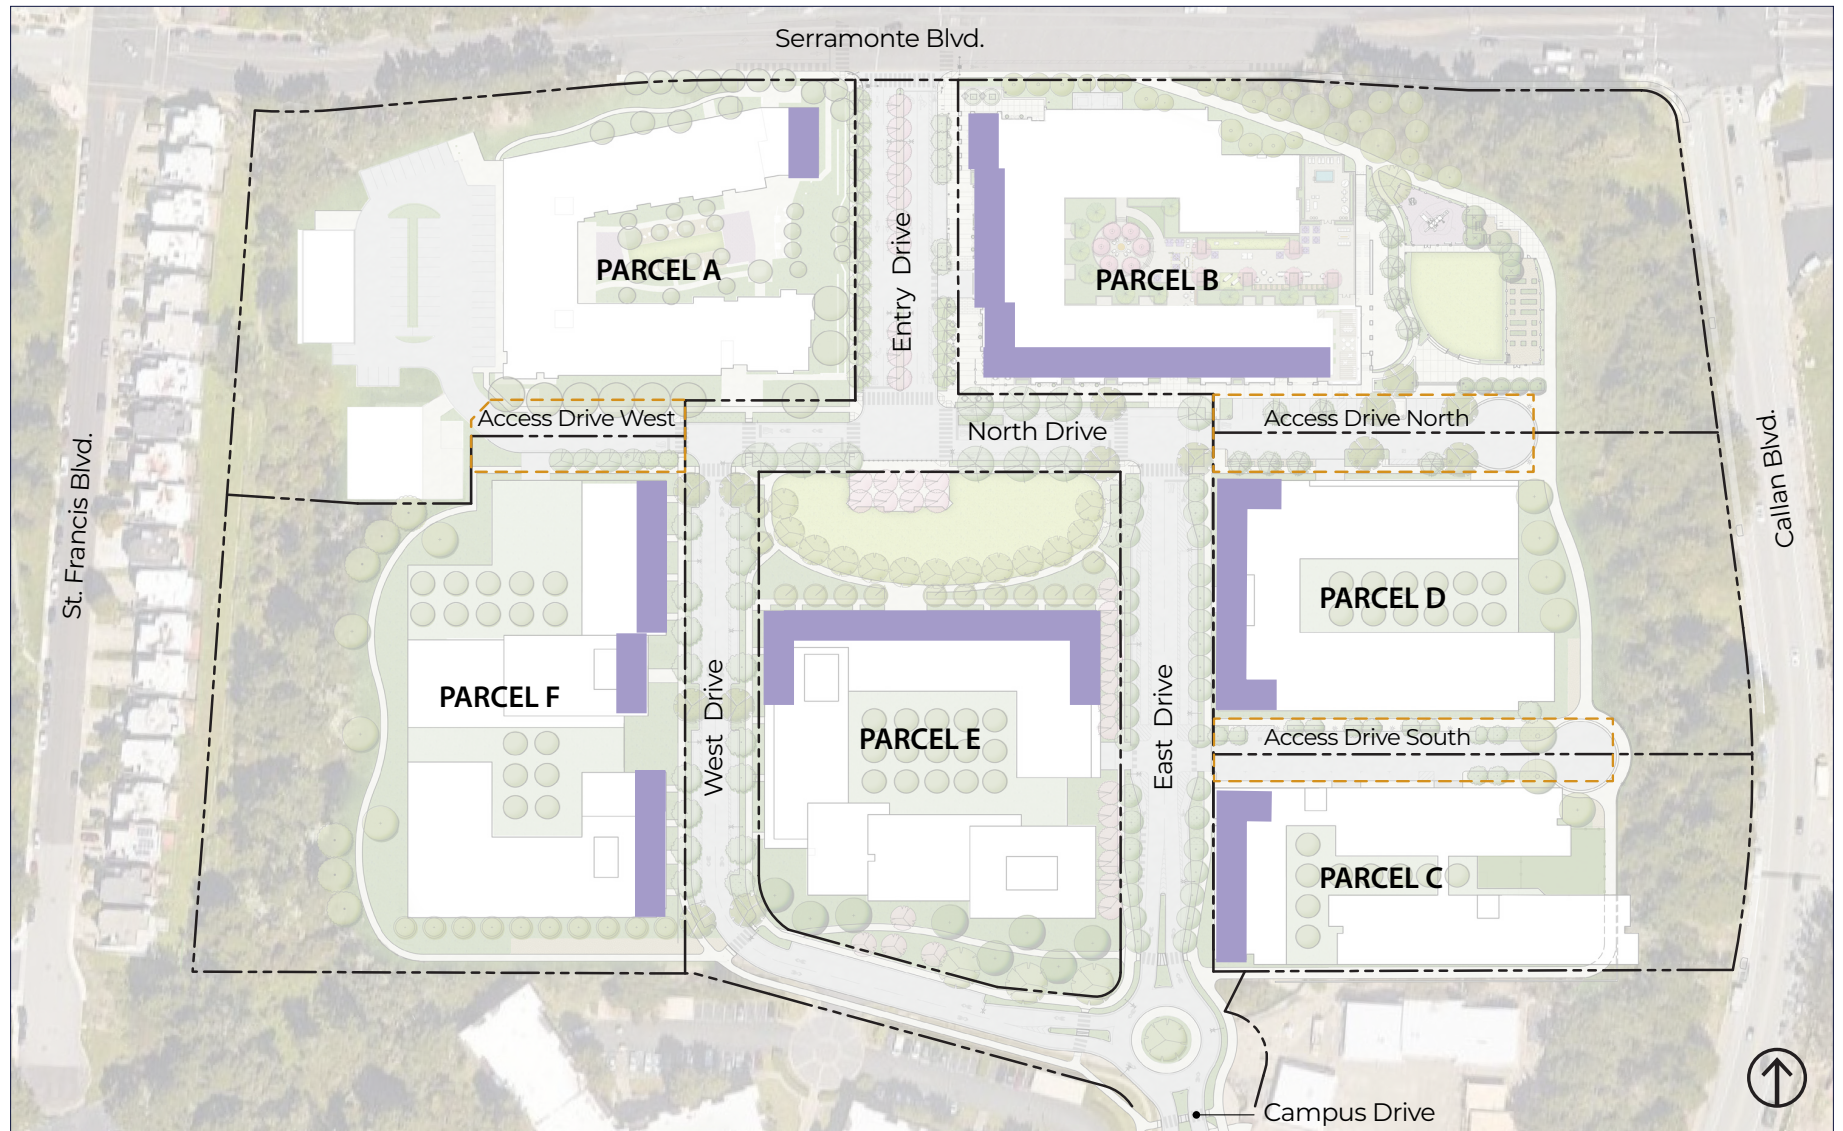 Serramonte Blvd.
PARCEL A
Entry Drive
PARCEL B
Access Drive West
North Drive
Access Drive North
St. Francis Blvd.
Callan Blvd.
PARCEL F
West Drive
PARCEL E
East Drive
PARCEL D
Access Drive South
PARCEL C
Campus Drive